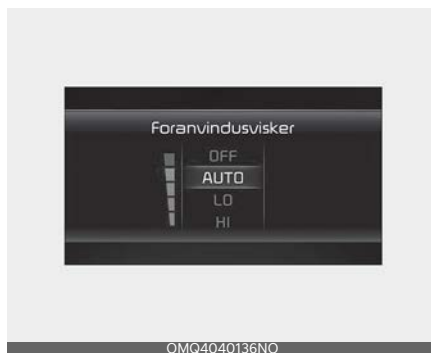 Foranvindusvisker
OFF
AUTO
LO
HI
OMQ4040136NO